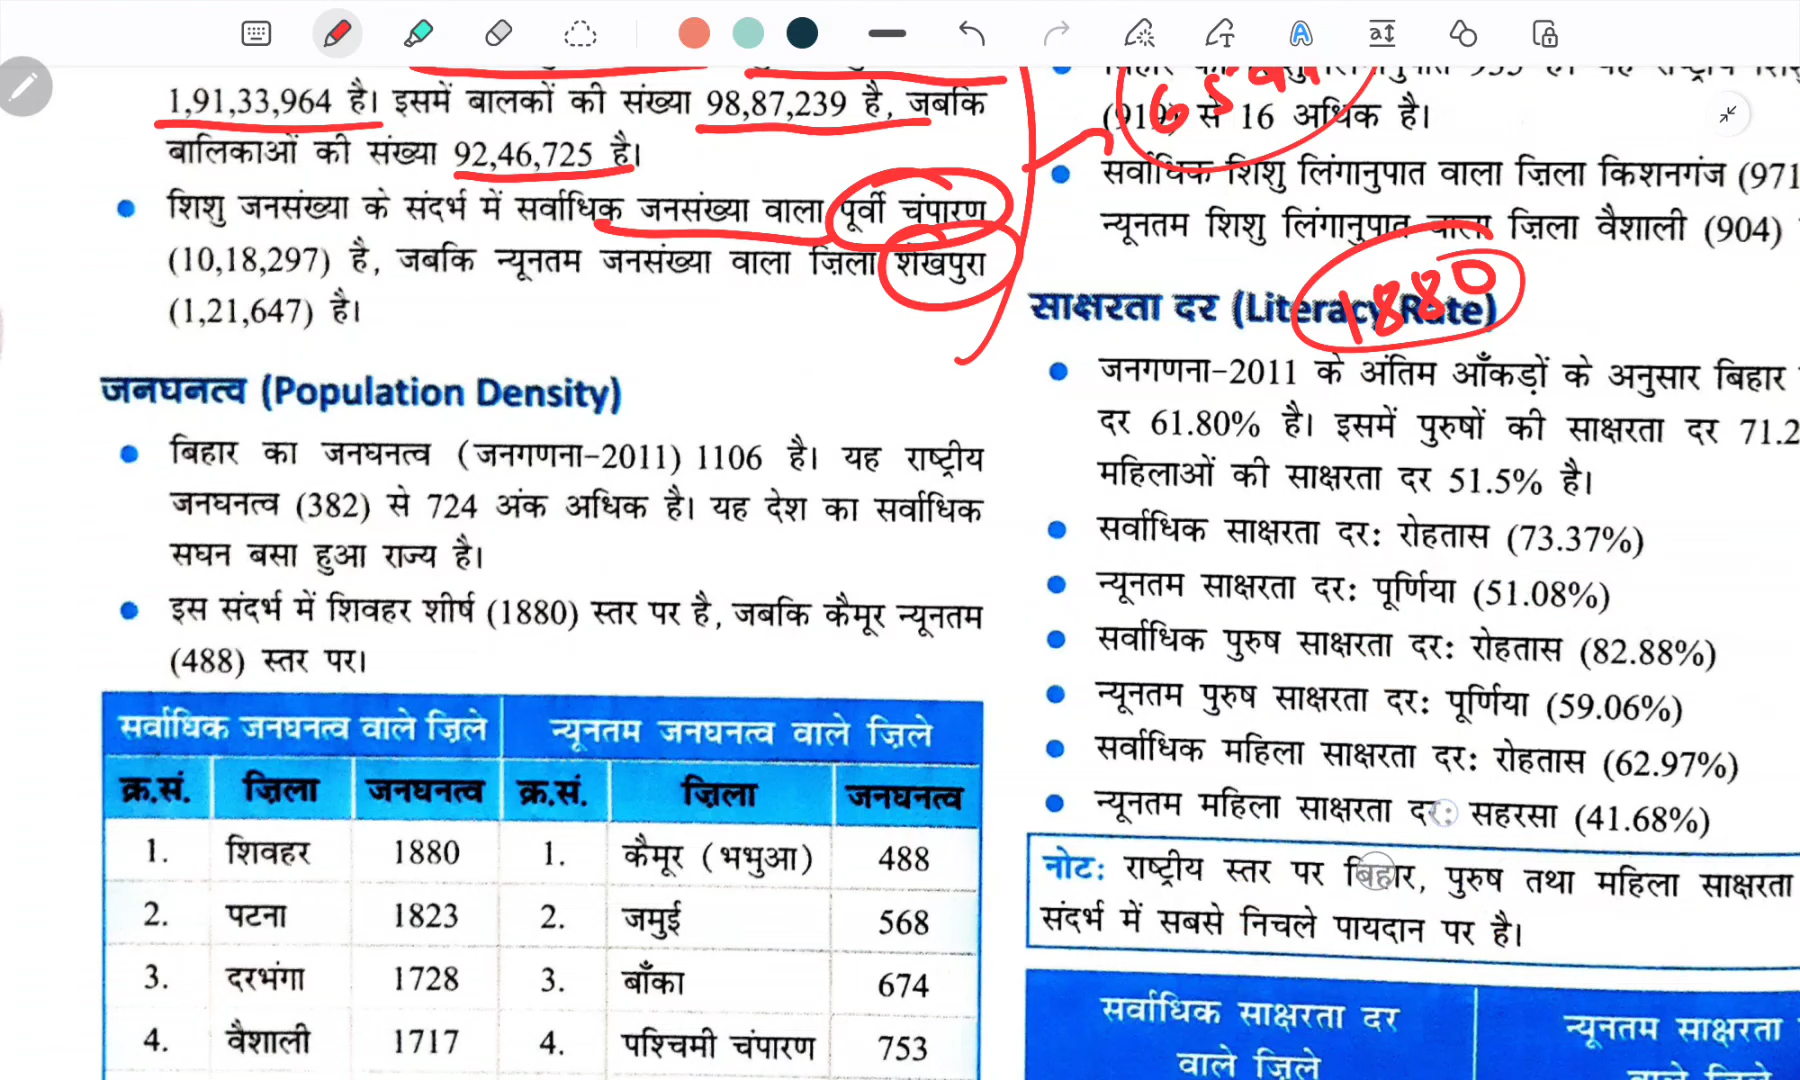 1,91,33,964 है। इसमें बालकों की संख्या 98,87,239 है, जबकि
बालिकाओं की संख्या 92,46,725 है।
शिशु जनसंख्या के संदर्भ में सर्वाधिक जनसंख्या वाला पूर्वी चंपारण
(10,18,297) है, जबकि न्यूनतम जनसंख्या वाला ज़िला शेखपुरा
(1,21,647) है।
जनघनत्व (Population Density)
बिहार का जनघनत्व (जनगणना-2011) 1106 है। यह राष्ट्रीय
जनघनत्व (382) से 724 अंक अधिक है। यह देश का सर्वाधिक
सघन बसा हुआ राज्य है।
इस संदर्भ में शिवहर शीर्ष (1880) स्तर पर है, जबकि कैमूर न्यूनतम
(488) स्तर पर।
सर्वाधिक जनघनत्व वाले ज़िले न्यूनतम जनघनत्व वाले ज़िले
क्र.सं. ज़िला जनघनत्व क्र.सं. ज़िला जनघनत्व
1. शिवहर 1880 1. कैमूर (भभुआ) 488
2. पटना 1823 2. जमुई 568
3. दरभंगा 1728 3. बाँका 674
4. वैशाली 1717 4. पश्चिमी चंपारण 753
(919) से 16 अधिक है।
सर्वाधिक शिशु लिंगानुपात वाला ज़िला किशनगंज (971
न्यूनतम शिशु लिंगानुपात वाला ज़िला वैशाली (904)
1880
साक्षरता दर (Literacy Rate)
जनगणना-2011 के अंतिम आँकड़ों के अनुसार बिहार
दर 61.80% है। इसमें पुरुषों की साक्षरता दर 71.2
महिलाओं की साक्षरता दर 51.5% है।
सर्वाधिक साक्षरता दर: रोहतास (73.37%)
न्यूनतम साक्षरता दर: पूर्णिया (51.08%)
सर्वाधिक पुरुष साक्षरता दर: रोहतास (82.88%)
न्यूनतम पुरुष साक्षरता दर: पूर्णिया (59.06%)
सर्वाधिक महिला साक्षरता दर: रोहतास (62.97%)
न्यूनतम महिला साक्षरता दर: सहरसा (41.68%)
नोट: राष्ट्रीय स्तर पर बिहार, पुरुष तथा महिला साक्षरता
संदर्भ में सबसे निचले पायदान पर है।
सर्वाधिक साक्षरता दर
वाले ज़िले
न्यूनतम साक्षरता